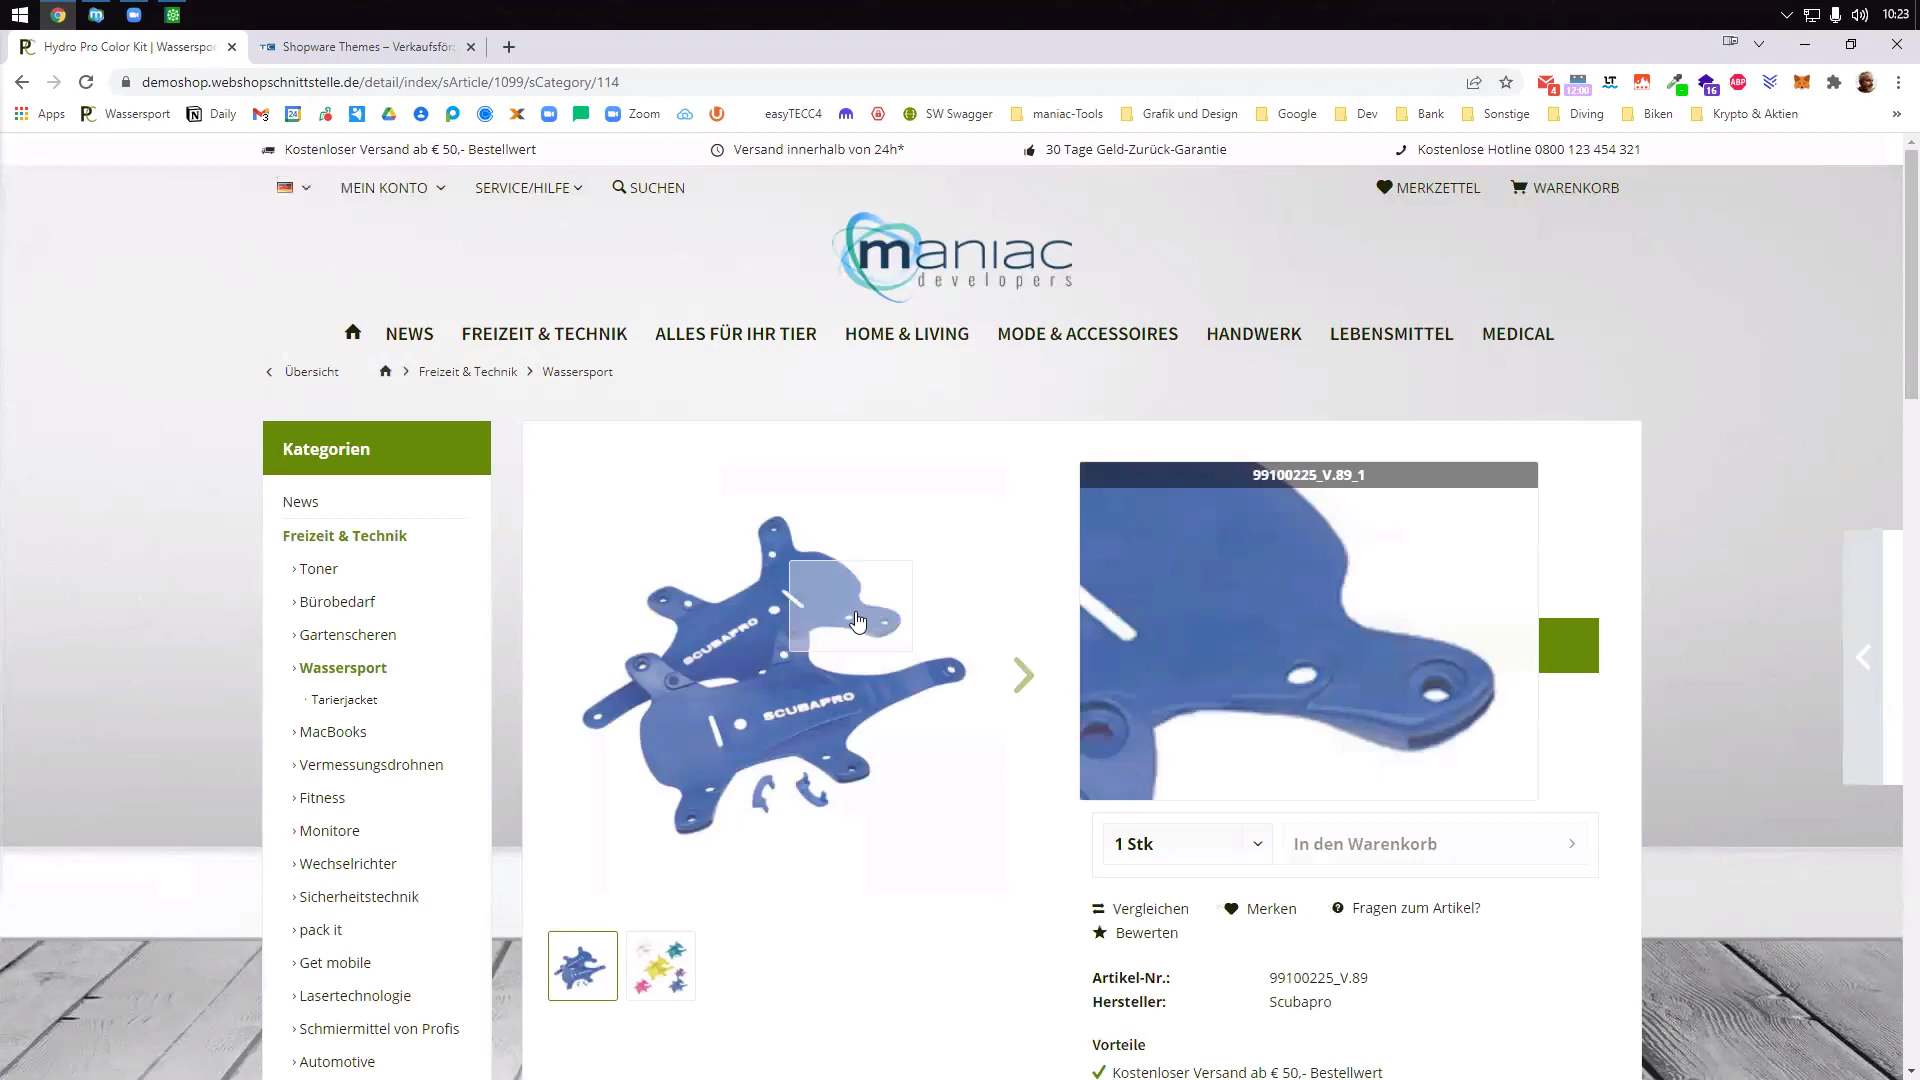 10:23
Hydro Pro Color Kit | Wasserspo
Shopware Themes – Verkaufsför
demoshop.webshopschnittstelle.de/detail/index/sArticle/1099/sCategory/114
4
12:00
LT
16
ABP
Apps
Wassersport
Daily
24
Zoom
easyTECC4
SW Swagger
maniac-Tools
Grafik und Design
Google
Dev
Bank
Sonstige
Diving
Biken
Krypto & Aktien
»
Kostenloser Versand ab € 50,- Bestellwert
Versand innerhalb von 24h*
30 Tage Geld-Zurück-Garantie
Kostenlose Hotline 0800 123 454 321
MEIN KONTO
SERVICE/HILFE
SUCHEN
MERKZETTEL
WARENKORB
maniac
developers
NEWS
FREIZEIT & TECHNIK
ALLES FÜR IHR TIER
HOME & LIVING
MODE & ACCESSOIRES
HANDWERK
LEBENSMITTEL
MEDICAL
Übersicht
Freizeit & Technik
Wassersport
Kategorien
News
Freizeit & Technik
Toner
Bürobedarf
Gartenscheren
Wassersport
Tarierjacket
MacBooks
Vermessungsdrohnen
Fitness
Monitore
Wechselrichter
Sicherheitstechnik
pack it
Get mobile
Lasertechnologie
Schmiermittel von Profis
Automotive
SCUBAPRO
SCUBAPRO
99100225_V.89_1
1 Stk
In den Warenkorb
Vergleichen
Merken
Fragen zum Artikel?
Bewerten
Artikel-Nr.: 99100225_V.89
Hersteller: Scubapro
Vorteile
Kostenloser Versand ab € 50,- Bestellwert